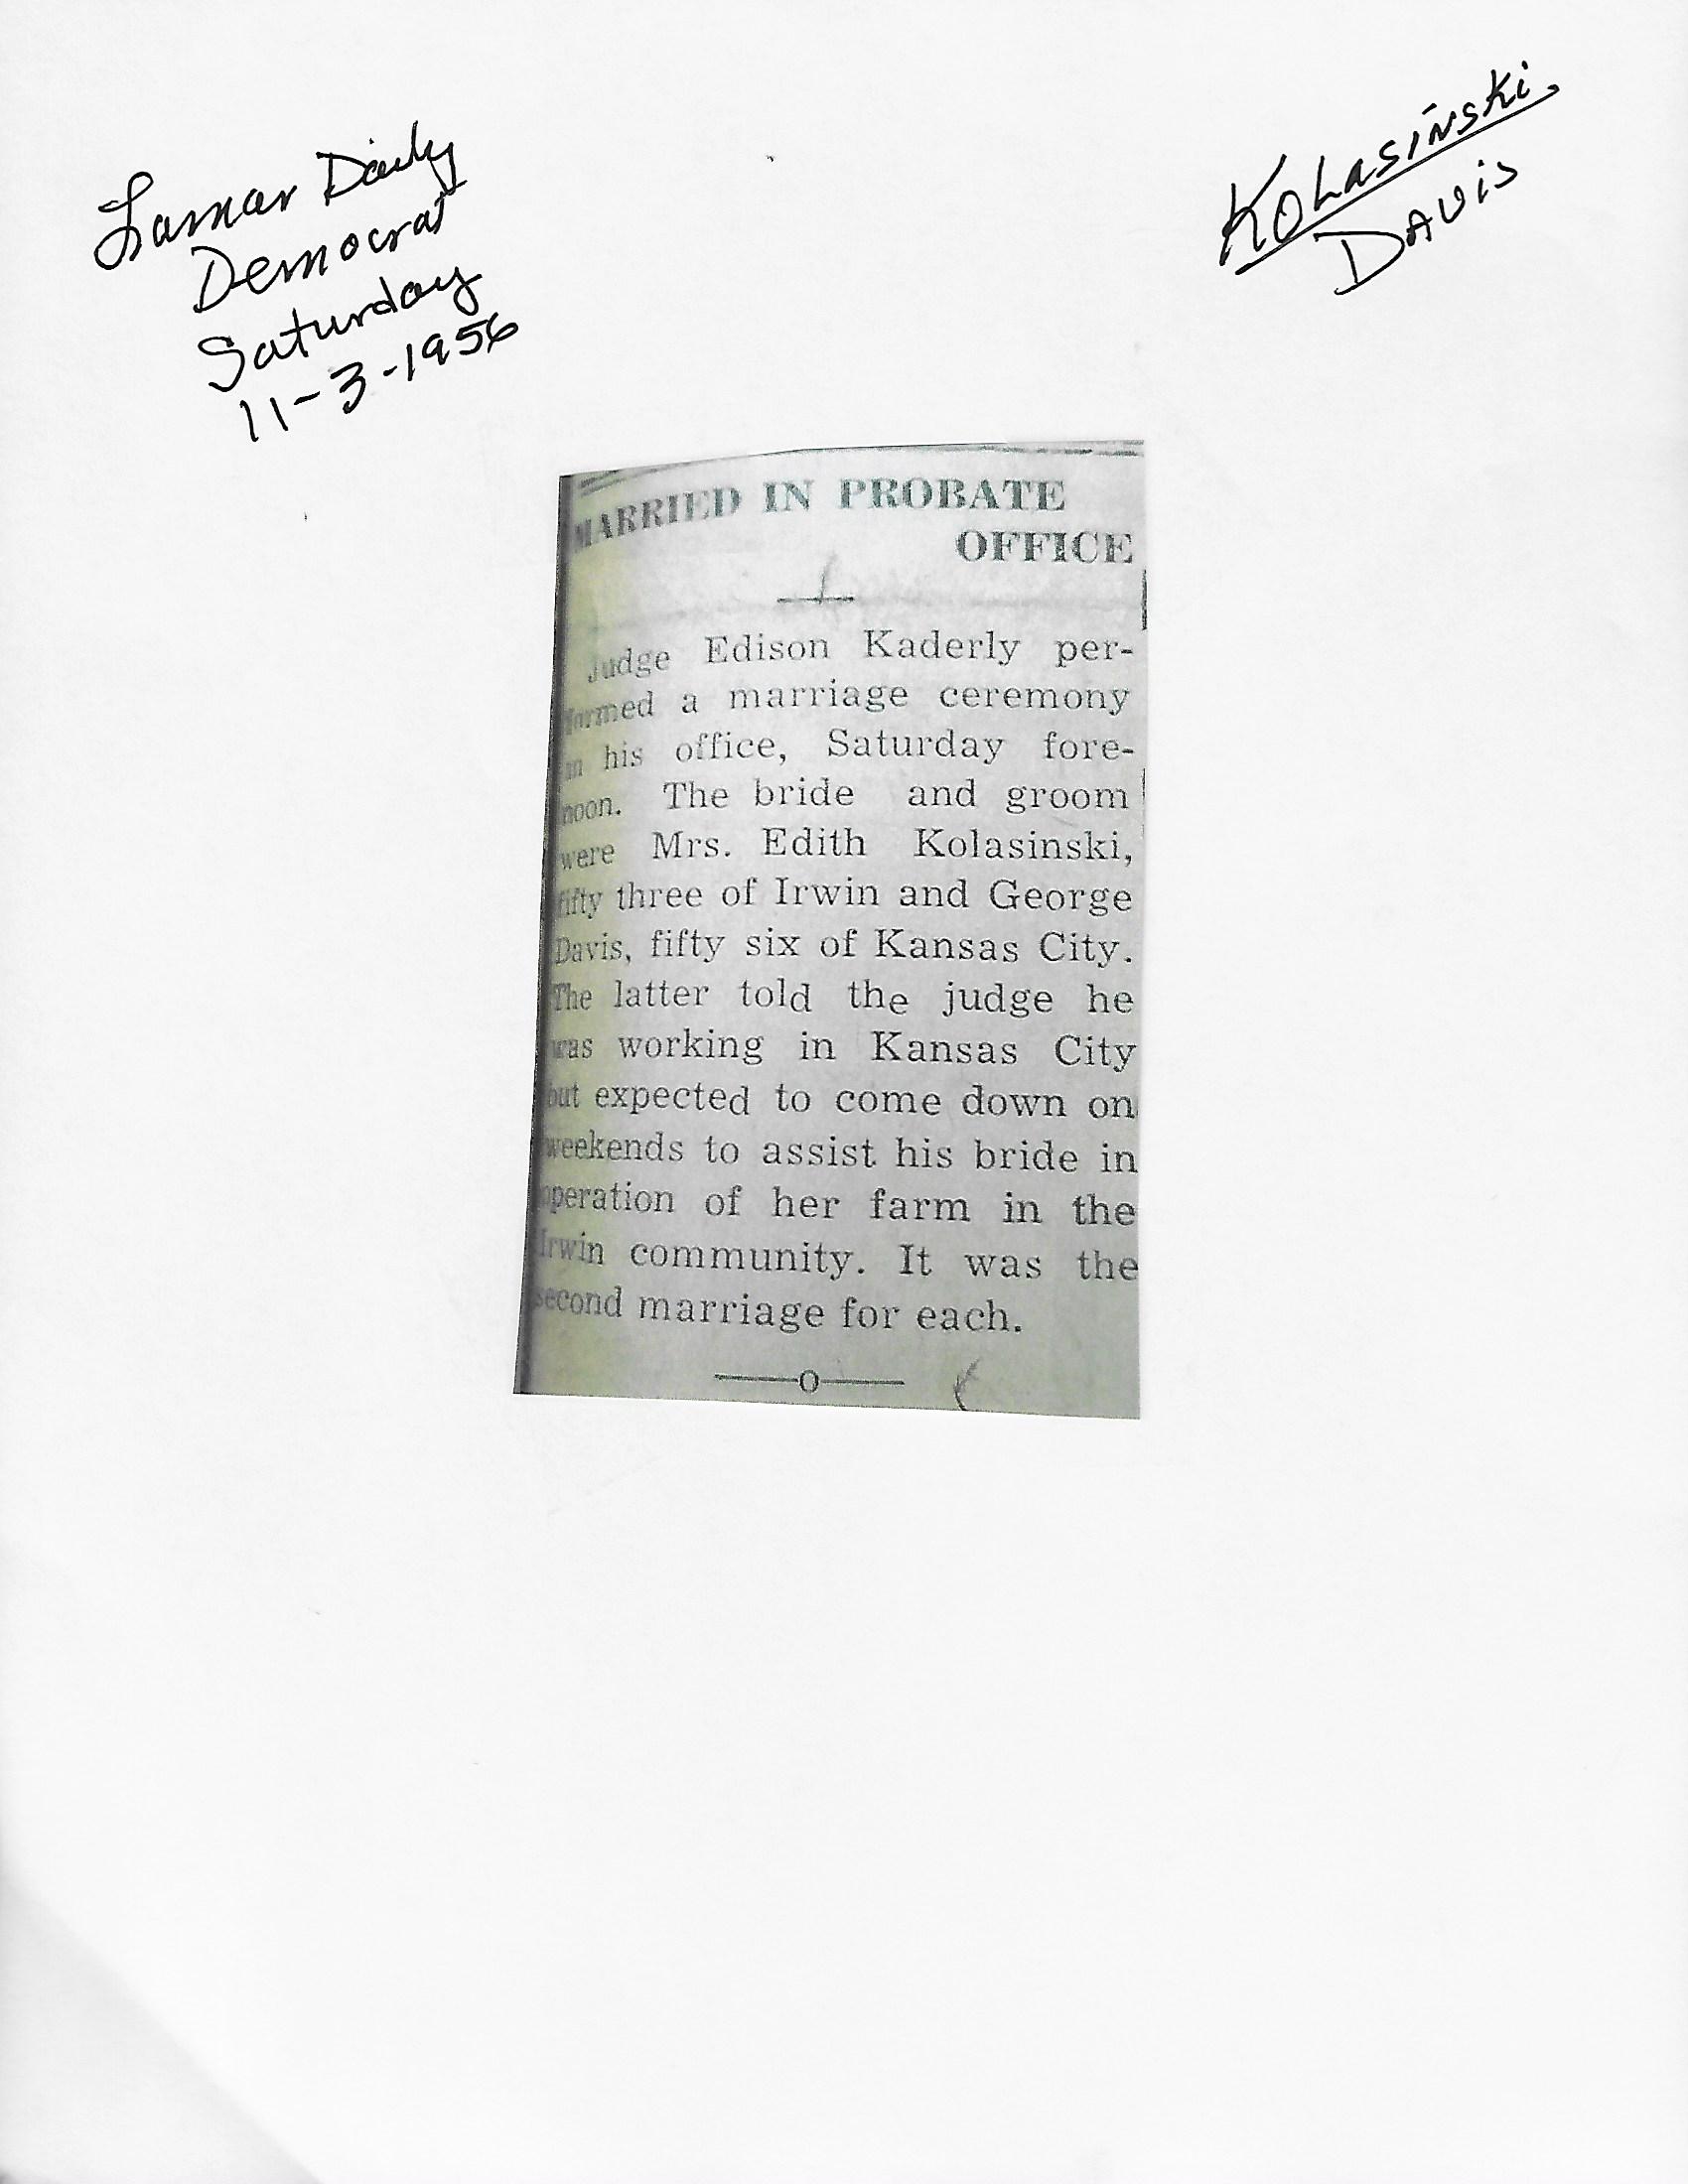 Lamar Daily
Democrat
Saturday
11-3-1956
Kolasinski
Davis
MARRIED IN PROBATE
OFFICE
Judge Edison Kaderly per-
formed a marriage ceremony
in his office, Saturday fore-
noon. The bride and groom
were Mrs. Edith Kolasinski,
fifty three of Irwin and George
Davis, fifty six of Kansas City.
The latter told the judge he
was working in Kansas City
but expected to come down on
weekends to assist his bride in
operation of her farm in the
Irwin community. It was the
second marriage for each.